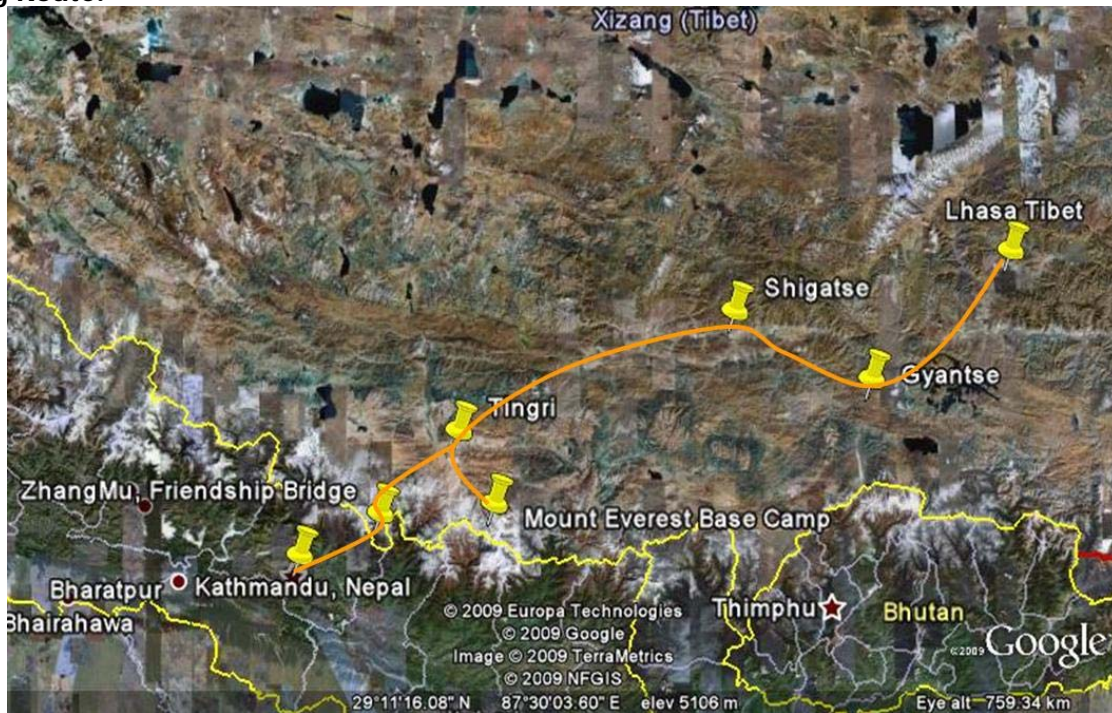 Xizang (Tibet)
Lhasa Tibet
Shigatse
Gyantse
Tingri
ZhangMu, Friendship Bridge
Mount Everest Base Camp
Bharatpur
Kathmandu, Nepal
Bhairahawa
Thimphu
Bhutan
© 2009 Europa Technologies
© 2009 Google
Image © 2009 TerraMetrics
© 2009 NFGIS
©2009 Google
29°11'16.08" N 87°30'03.60" E elev 5106 m
Eye alt 759.34 km